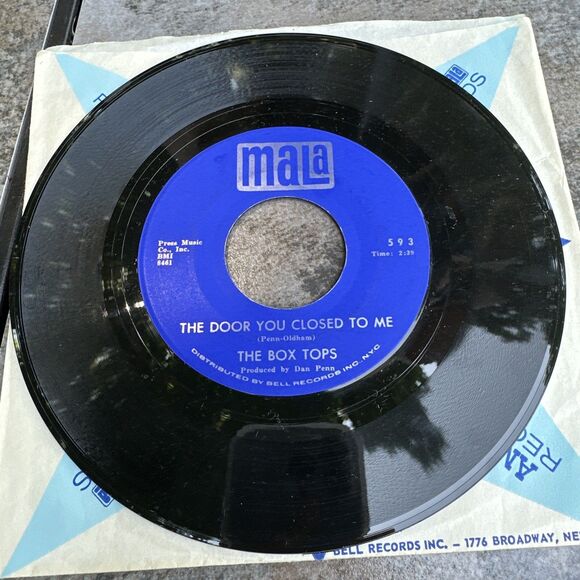 mala
Press Music
Co., Inc.
BMI
8461
593
Time: 2:39
THE DOOR YOU CLOSED TO ME
(Penn-Oldham)
THE BOX TOPS
Produced by Dan Penn
DISTRIBUTED BY BELL RECORDS INC. NYC.
BELL RECORDS INC. – 1776 BROADWAY, NE